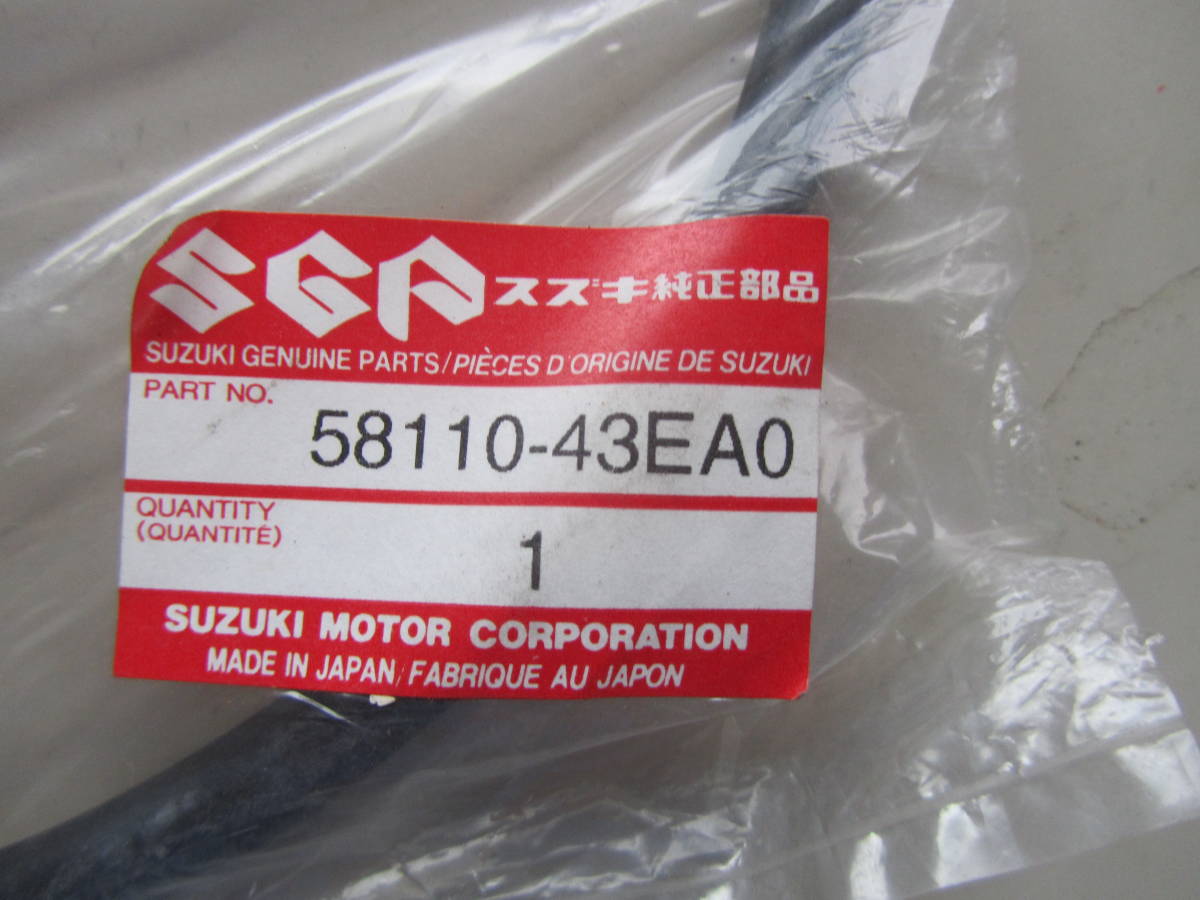 SGP スズキ純正部品
SUZUKI GENUINE PARTS/PIÈCES D'ORIGINE DE SUZUKI
PART NO.
58110-43EA0
QUANTITY
(QUANTITÉ)
1
SUZUKI MOTOR CORPORATION
MADE IN JAPAN/FABRIQUÉ AU JAPON